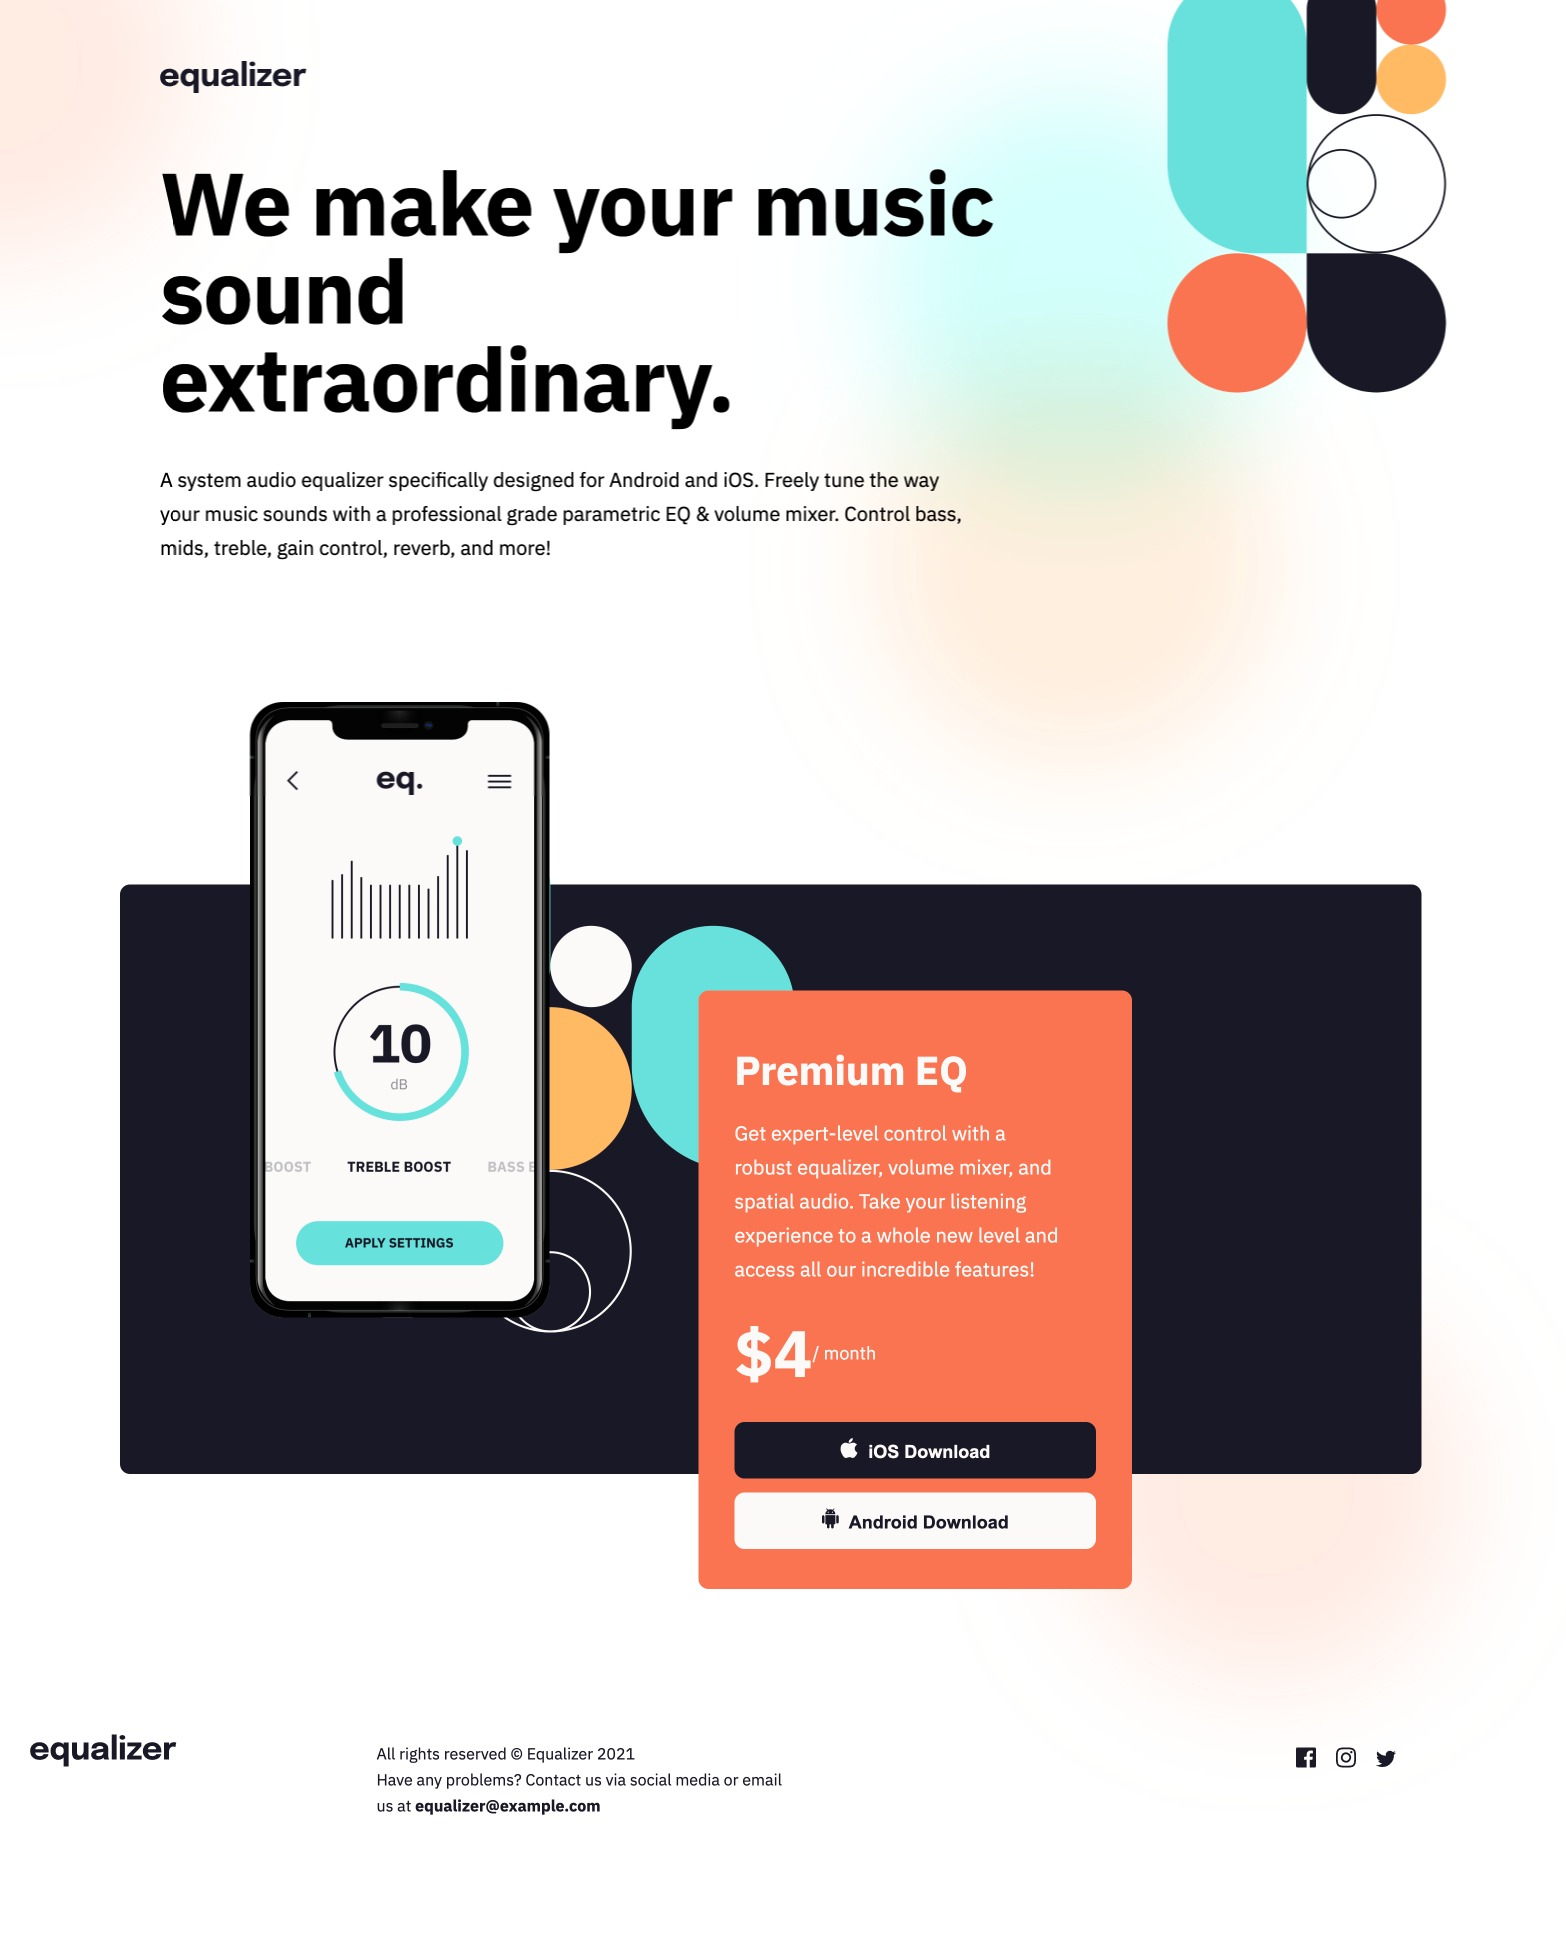 equalizer
We make your music
sound
extraordinary.
A system audio equalizer specifically designed for Android and iOS. Freely tune the way
your music sounds with a professional grade parametric EQ & volume mixer. Control bass,
mids, treble, gain control, reverb, and more!
eq.
10
dB
BOOST TREBLE BOOST BASS
APPLY SETTINGS
Premium EQ
Get expert-level control with a
robust equalizer, volume mixer, and
spatial audio. Take your listening
experience to a whole new level and
access all our incredible features!
$4/ month
iOS Download
Android Download
equalizer
All rights reserved © Equalizer 2021
Have any problems? Contact us via social media or email
us at equalizer@example.com